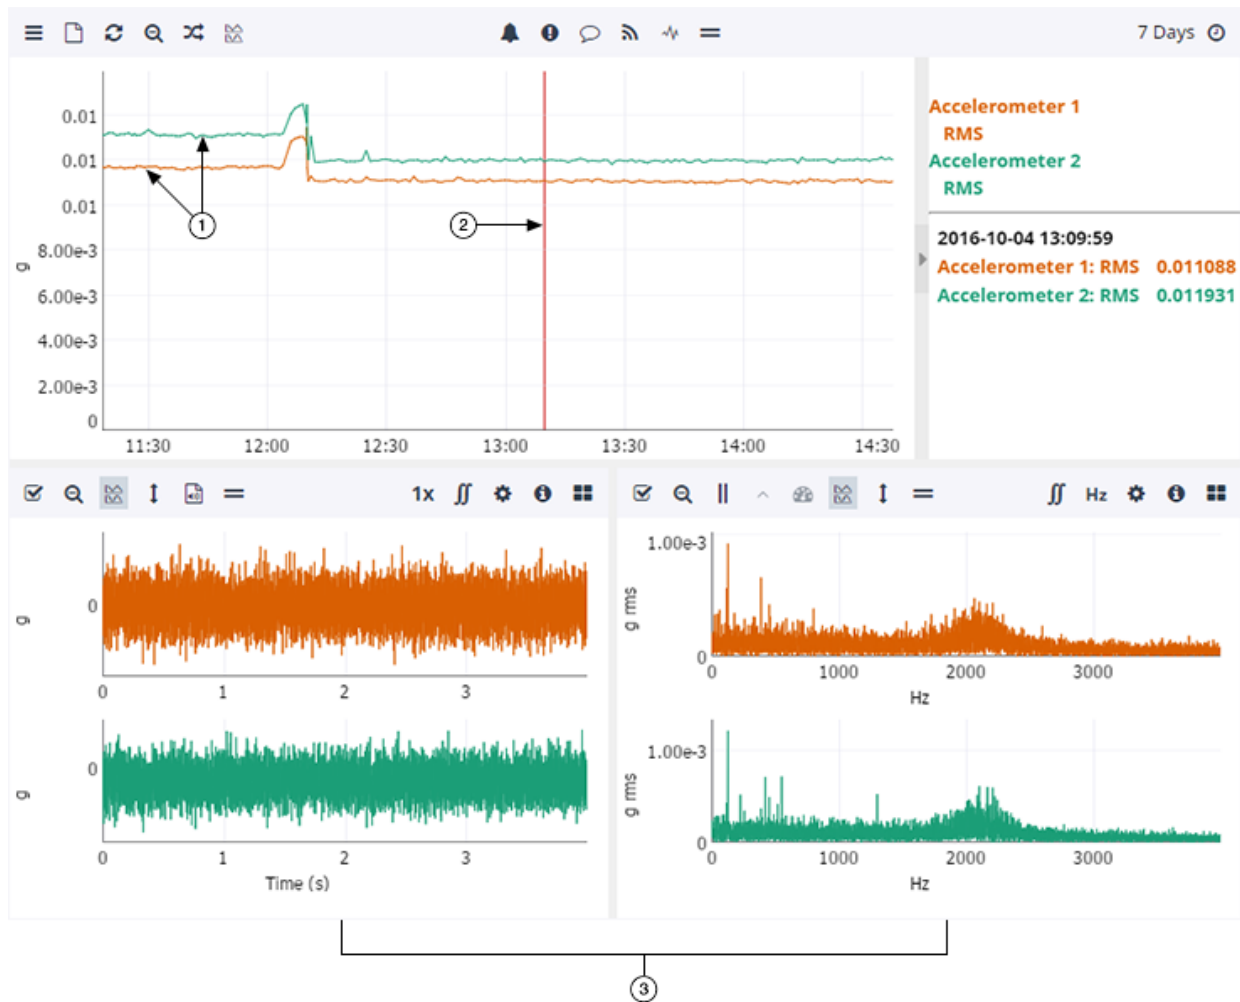 7 Days
0.01
0.01
0.01
8.00e-3
6.00e-3
4.00e-3
2.00e-3
0
g
11:30 12:00 12:30 13:00 13:30 14:00 14:30
1
2
Accelerometer 1
RMS
Accelerometer 2
RMS
2016-10-04 13:09:59
Accelerometer 1: RMS 0.011088
Accelerometer 2: RMS 0.011931
1x
0
g
0 1 2 3
0
g
0 1 2 3
Time (s)
Hz
1.00e-3
g rms
0
0 1000 2000 3000
Hz
1.00e-3
g rms
0
0 1000 2000 3000
Hz
3